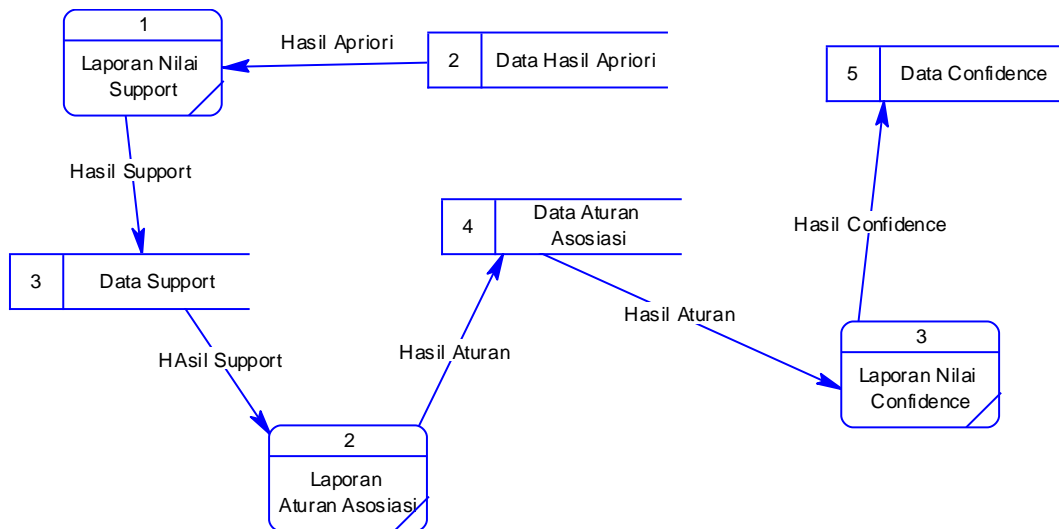 1
Laporan Nilai
Support
Hasil Apriori
2
Data Hasil Apriori
5
Data Confidence
Hasil Support
4
Data Aturan
Asosiasi
Hasil Confidence
3
Data Support
Hasil Aturan
3
Laporan Nilai
Confidence
HAsil Support
Hasil Aturan
2
Laporan
Aturan Asosiasi